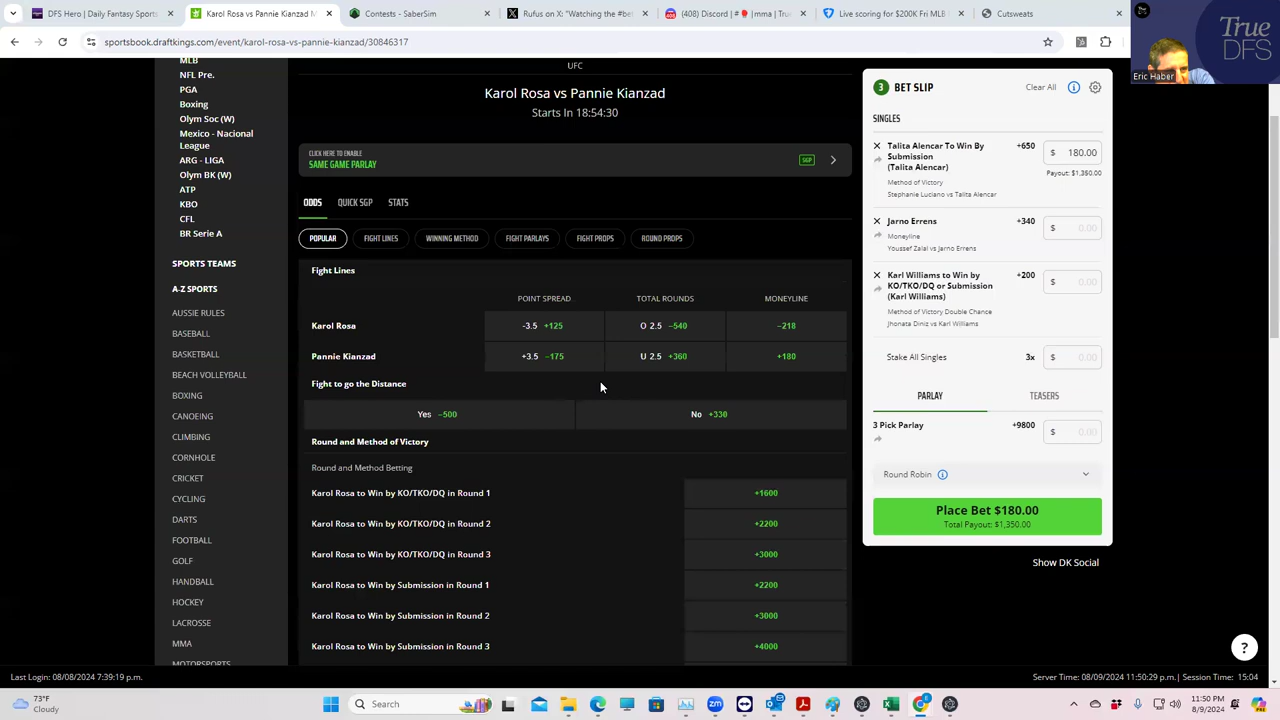 DFS Hero | Daily Fantasy Sports
Karol Rosa vs Pannie Kianzad M
Contests - SaberSim
Rufus on X: "Watching the F
(408) Discord | # | mma | True
Live scoring for $200K Fri MLB
Cutsweats
sportsbook.draftkings.com/event/karol-rosa-vs-pannie-kianzad/30846317
True
DFS
Eric Haber
MLB
NFL Pre.
PGA
Boxing
Olym Soc (W)
Mexico - Nacional
League
ARG - LIGA
Olym BK (W)
ATP
KBO
CFL
BR Serie A
SPORTS TEAMS
A-Z SPORTS
AUSSIE RULES
BASEBALL
BASKETBALL
BEACH VOLLEYBALL
BOXING
CANOEING
CLIMBING
CORNHOLE
CRICKET
CYCLING
DARTS
FOOTBALL
GOLF
HANDBALL
HOCKEY
LACROSSE
MMA
MOTORSPORTS
UFC
Karol Rosa vs Pannie Kianzad
Starts In 18:54:30
CLICK HERE TO ENABLE
SAME GAME PARLAY
SGP
ODDS QUICK SGP STATS
POPULAR FIGHT LINES WINNING METHOD FIGHT PARLAYS FIGHT PROPS ROUND PROPS
Fight Lines
POINT SPREAD TOTAL ROUNDS MONEYLINE
Karol Rosa -3.5 +125 O 2.5 -540 -218
Pannie Kianzad +3.5 -175 U 2.5 +360 +180
Fight to go the Distance
Yes -500 No +330
Round and Method of Victory
Round and Method Betting
Karol Rosa to Win by KO/TKO/DQ in Round 1 +1600
Karol Rosa to Win by KO/TKO/DQ in Round 2 +2200
Karol Rosa to Win by KO/TKO/DQ in Round 3 +3000
Karol Rosa to Win by Submission in Round 1 +2200
Karol Rosa to Win by Submission in Round 2 +3000
Karol Rosa to Win by Submission in Round 3 +4000
3 BET SLIP Clear All
SINGLES
Talita Alencar To Win By +650 $ 180.00
Submission
(Talita Alencar) Payout: $1,350.00
Method of Victory
Stephanie Luciano vs Talita Alencar
Jarno Errens +340 $ 0.00
Moneyline
Youssef Zalal vs Jarno Errens
Karl Williams to Win by +200 $ 0.00
KO/TKO/DQ or Submission
(Karl Williams)
Method of Victory Double Chance
Jhonata Diniz vs Karl Williams
Stake All Singles 3x $ 0.00
PARLAY TEASERS
3 Pick Parlay +9800 $ 0.00
Round Robin
Place Bet $180.00
Total Payout: $1,350.00
Show DK Social
?
Last Login: 08/08/2024 7:39:19 p.m.
Server Time: 08/09/2024 11:50:29 p.m.| Session Time: 15:04
73°F
Cloudy
Search
11:50 PM
8/9/2024